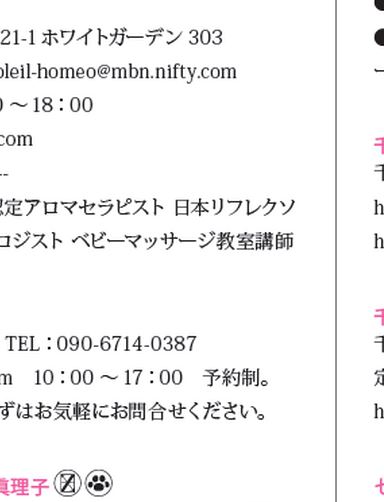 21-1 ホワイトガーデン 303
oleil-homeo@mbn.nifty.com
0 〜 18：00
.com
--
認定アロマセラピスト 日本リフレクソ
ロジスト ベビーマッサージ教室講師
TEL：090-6714-0387
m 10：00 〜 17：00 予約制。
ずはお気軽にお問合せください。
眞理子
千
千
h
h
千
千
定
h